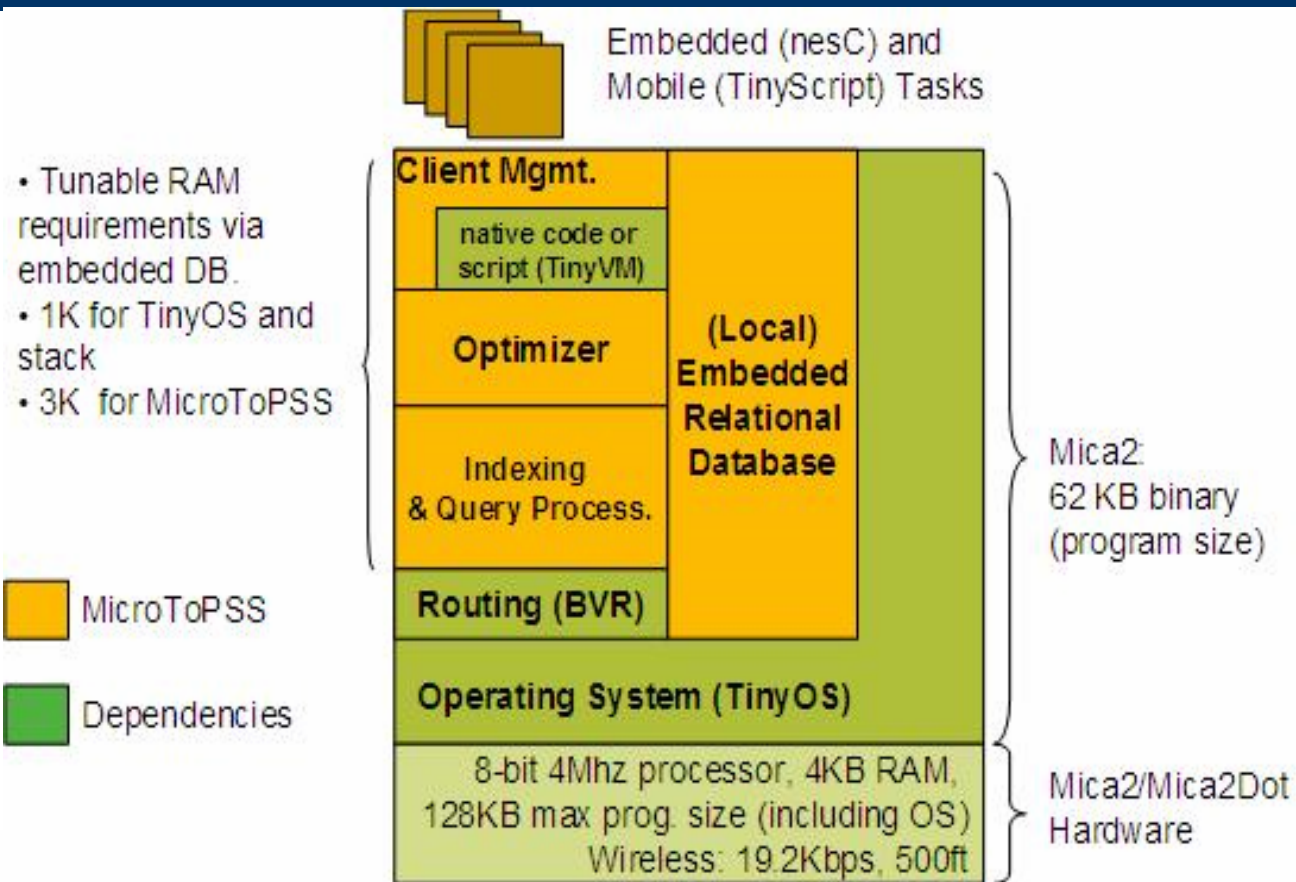 Embedded (nesC) and
Mobile (TinyScript) Tasks
• Tunable RAM
requirements via
embedded DB.
• 1K for TinyOS and
stack
• 3K for MicroToPSS
Client Mgmt.
native code or
script (TinyVM)
Optimizer
Indexing
& Query Process.
Routing (BVR)
(Local)
Embedded
Relational
Database
Operating System (TinyOS)
8-bit 4Mhz processor, 4KB RAM,
128KB max prog. size (including OS)
Wireless: 19.2Kbps, 500ft
Mica2:
62 KB binary
(program size)
Mica2/Mica2Dot
Hardware
MicroToPSS
Dependencies